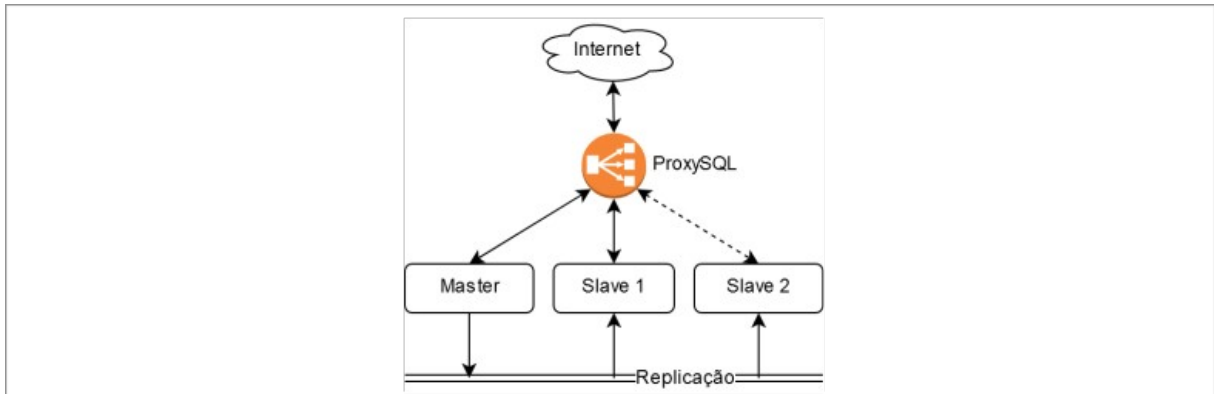 Internet
ProxySQL
Master
Slave 1
Slave 2
Replicação